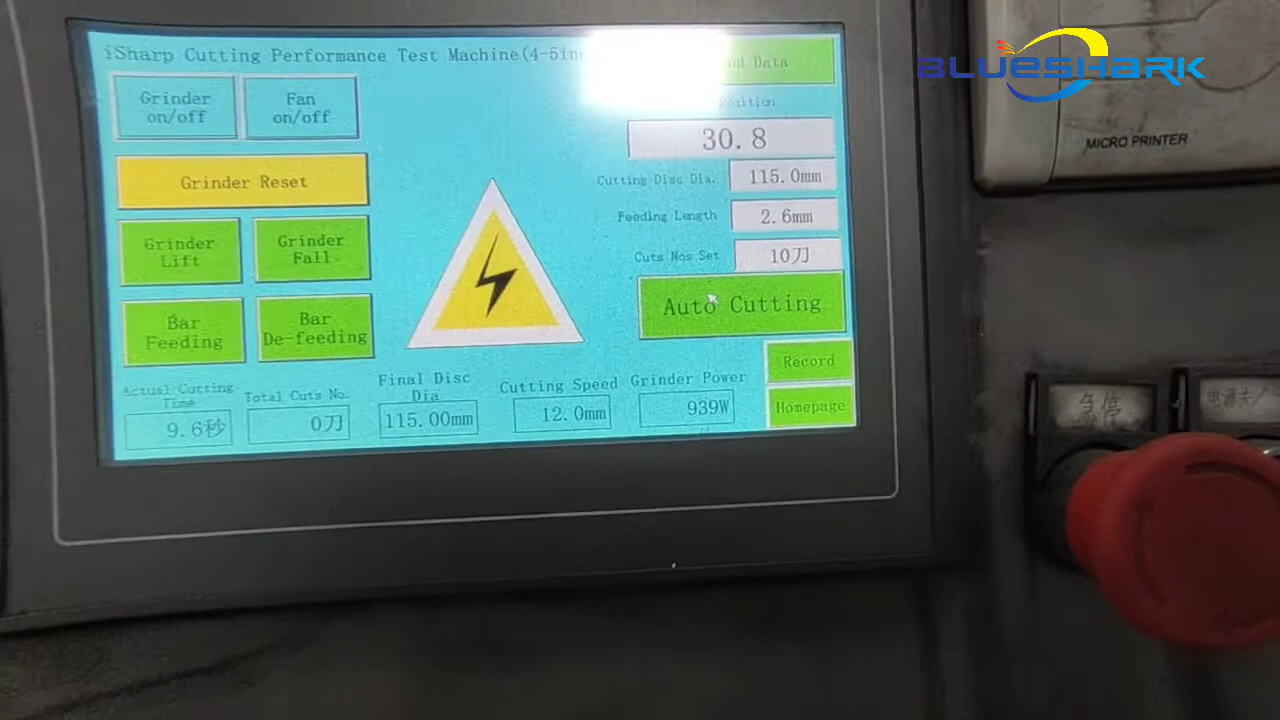 iSharp Cutting Performance Test Machine(4-5in
Data
BLUESHARK
MICRO PRINTER
Grinder
on/off
Fan
on/off
30.8
Grinder Reset
Cutting Disc Dia.
115.0mm
Feeding Length
2.6mm
Grinder
Lift
Grinder
Fall
Cuts Nos Set
10刀
Auto Cutting
Bar
Feeding
Bar
De-feeding
Record
Homepage
Actual Cutting
Time
9.6秒
Total Cuts No.
0刀
Final Disc
Dia
115.00mm
Cutting Speed
12.0mm
Grinder Power
939W
急停
电源关/